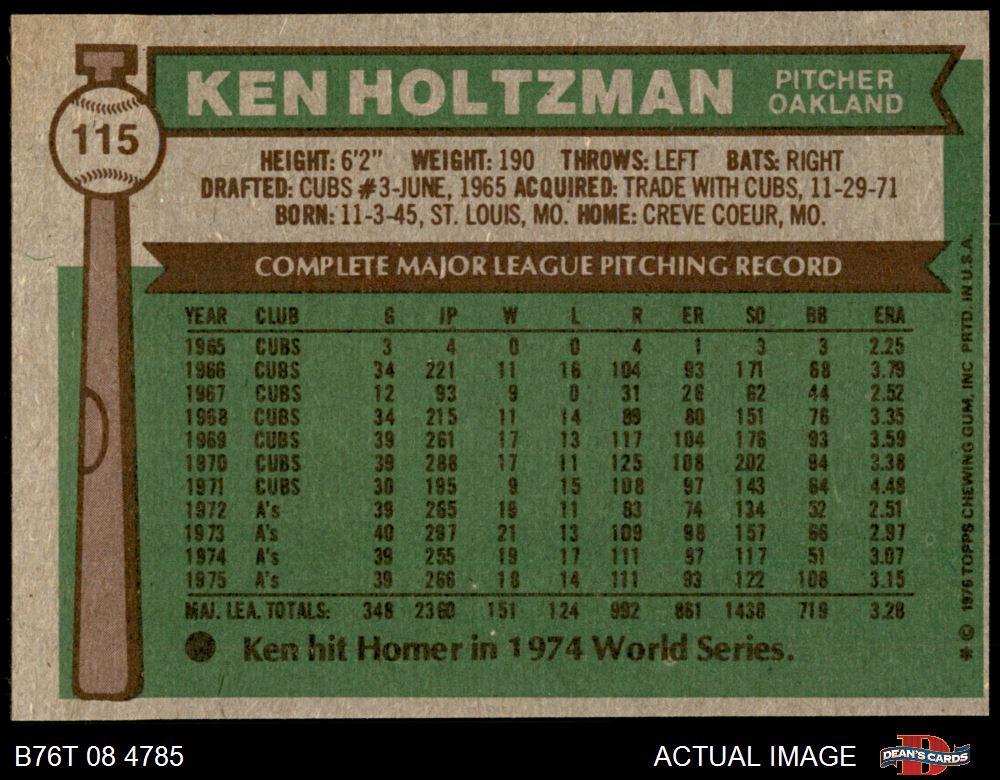 KEN HOLTZMAN PITCHER OAKLAND
115
HEIGHT: 6'2" WEIGHT: 190 THROWS: LEFT BATS: RIGHT
DRAFTED: CUBS #3-JUNE, 1965 ACQUIRED: TRADE WITH CUBS, 11-29-71
BORN: 11-3-45, ST. LOUIS, MO. HOME: CREVE COEUR, MO.
COMPLETE MAJOR LEAGUE PITCHING RECORD
YEAR CLUB G IP W L R ER SO BB ERA
1965 CUBS 3 4 0 0 4 1 3 3 2.25
1966 CUBS 34 221 11 16 104 93 171 68 3.79
1967 CUBS 12 93 9 0 31 26 62 44 2.52
1968 CUBS 34 215 11 14 89 80 151 76 3.35
1969 CUBS 39 261 17 13 117 104 176 93 3.59
1970 CUBS 39 288 17 11 125 108 202 94 3.38
1971 CUBS 30 195 9 15 108 97 143 64 4.48
1972 A's 39 265 19 11 83 74 134 52 2.51
1973 A's 40 297 21 13 109 98 157 66 2.97
1974 A's 39 255 19 17 111 87 117 51 3.07
1975 A's 39 266 18 14 111 93 122 108 3.15
MAJ. LEA. TOTALS: 348 2360 151 124 992 861 1438 719 3.28
Ken hit Homer in 1974 World Series.
* © 1976 TOPPS CHEWING GUM, INC PRTD. IN U.S.A.
B76T 08 4785 ACTUAL IMAGE DEAN'S CARDS